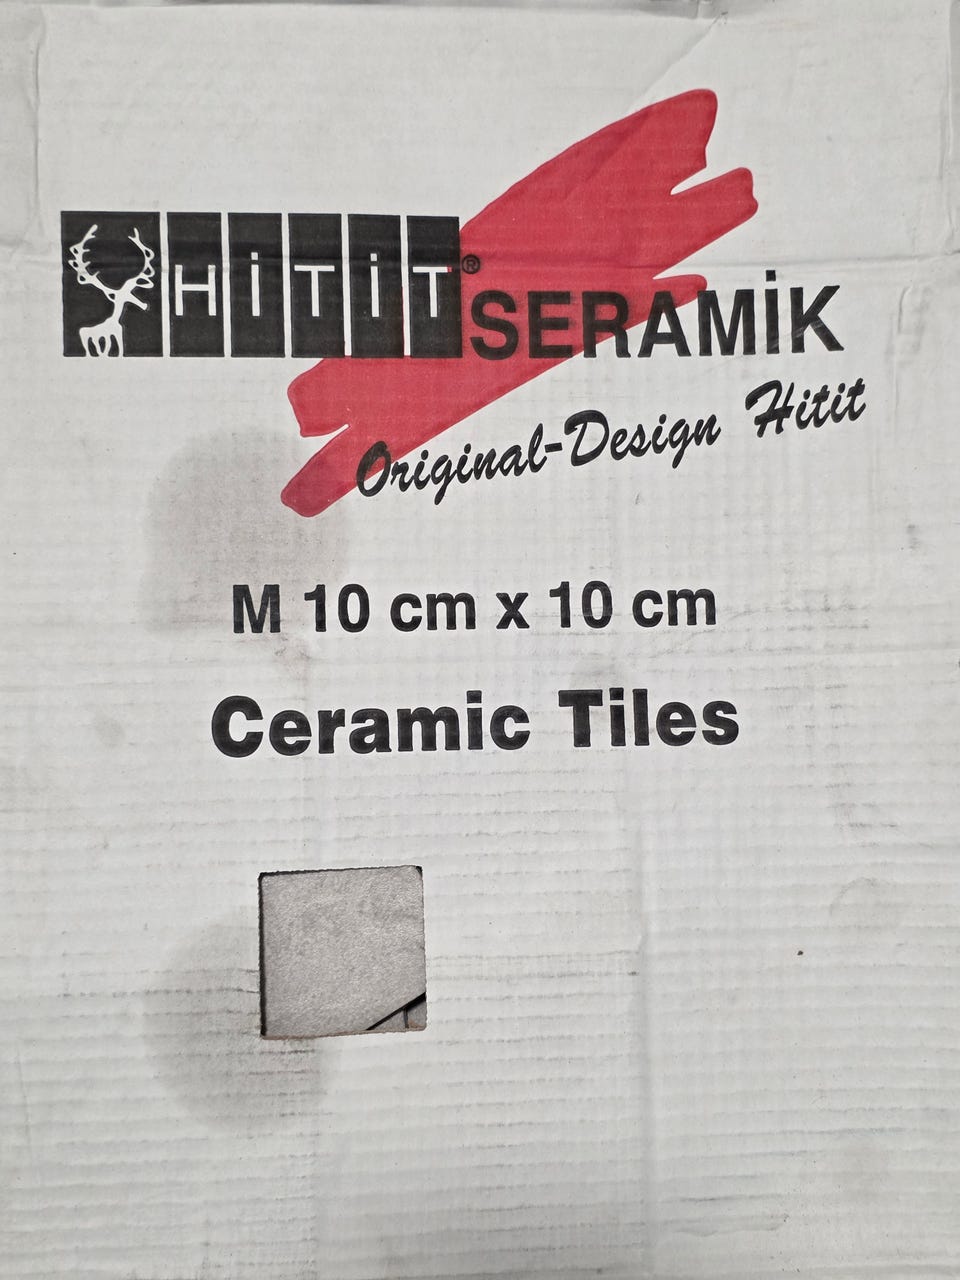 HİTİT® SERAMİK
Original-Design Hitit
M 10 cm x 10 cm
Ceramic Tiles